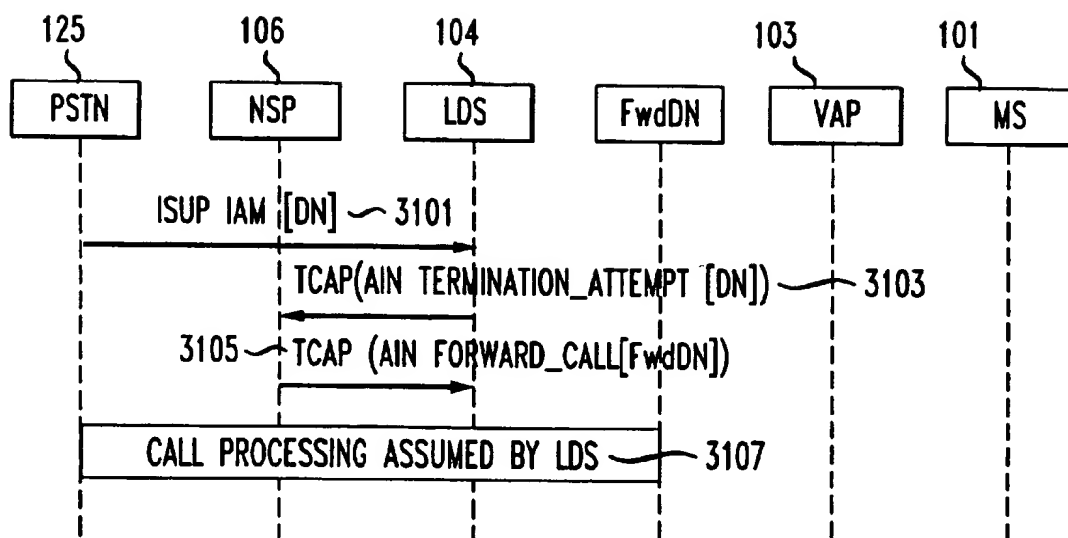 125 106 104 103 101
PSTN NSP LDS FwdDN VAP MS
ISUP IAM [DN] 3101
TCAP(AIN TERMINATION_ATTEMPT [DN]) 3103
3105 TCAP (AIN FORWARD_CALL[FwdDN])
CALL PROCESSING ASSUMED BY LDS 3107